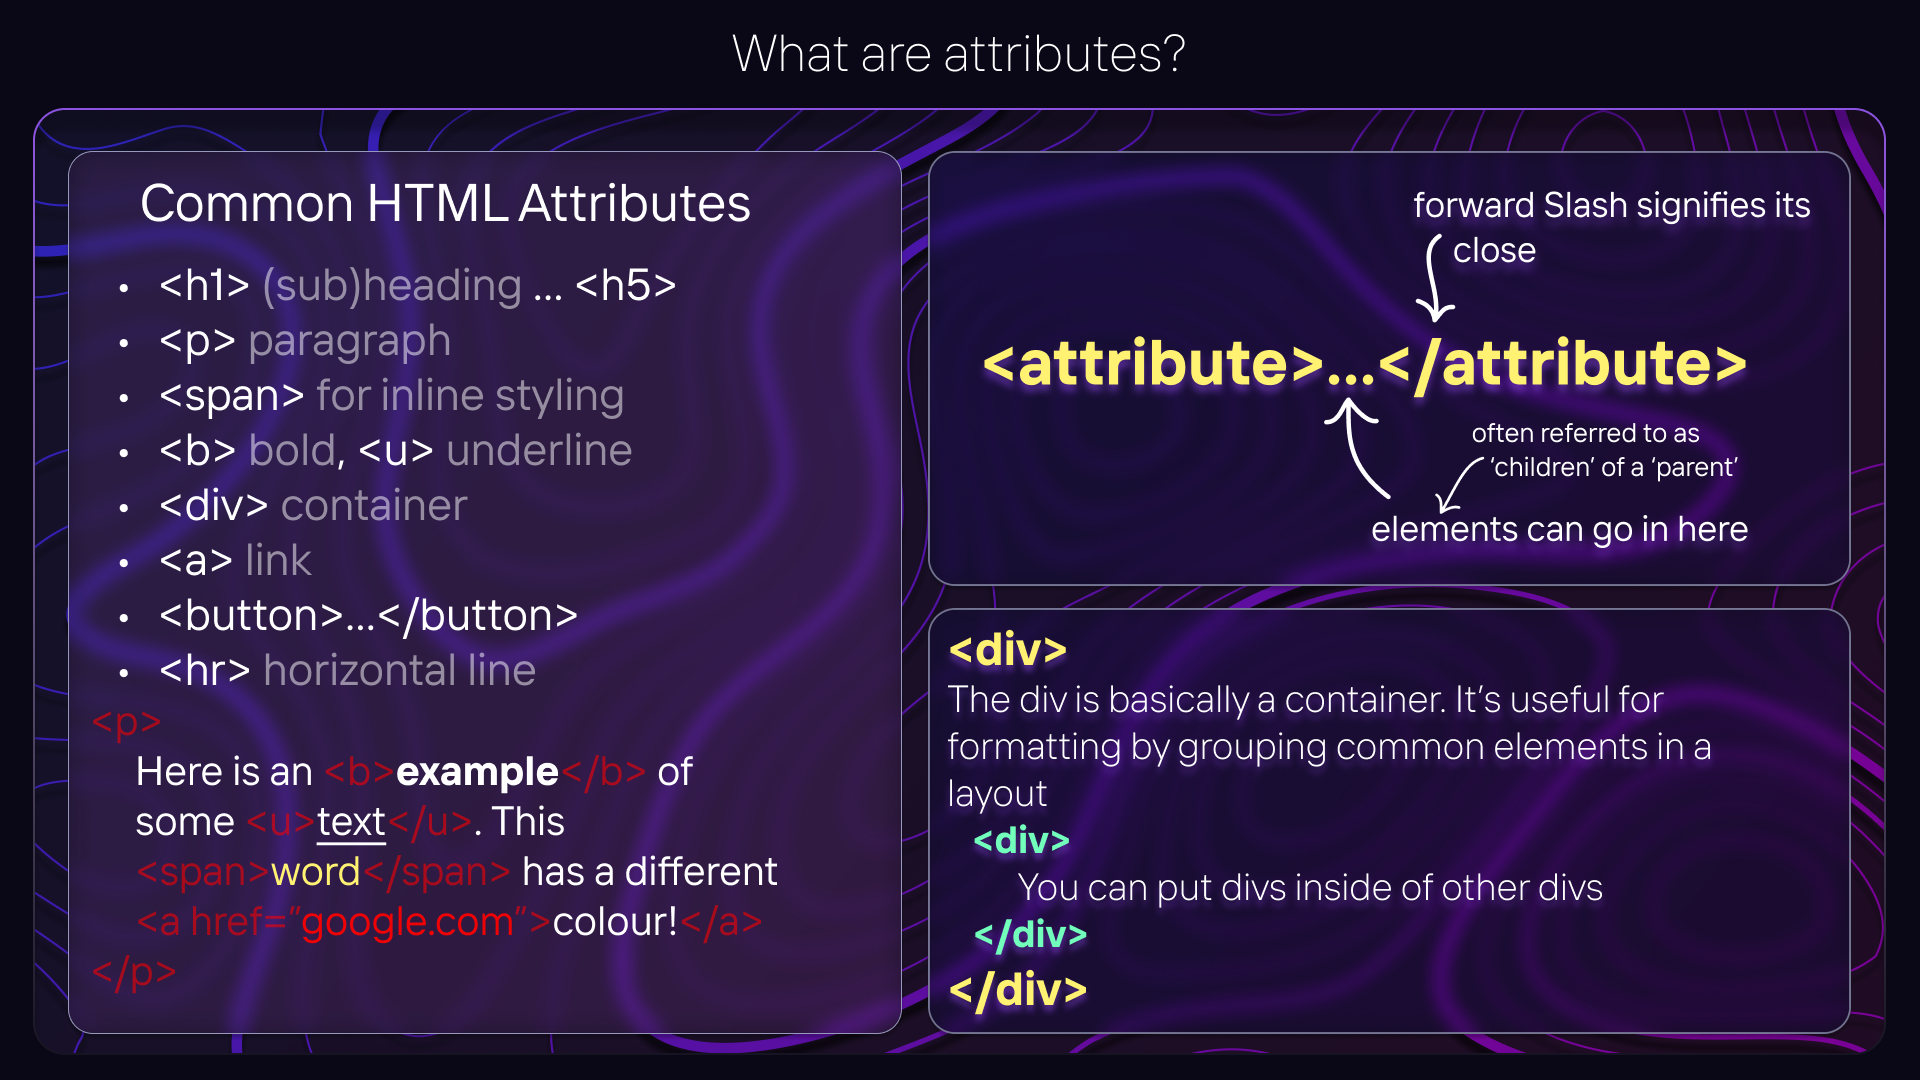 What are attributes?
Common HTML Attributes
• <h1> (sub)heading ... <h5>
• <p> paragraph
• <span> for inline styling
• <b> bold, <u> underline
• <div> container
• <a> link
• <button>...</button>
• <hr> horizontal line
<p>
Here is an <b>example</b> of
some <u>text</u>. This
<span>word</span> has a different
<a href=”google.com”>colour!</a>
</p>
forward Slash signifies its
close
<attribute>...</attribute>
often referred to as
‘children’ of a ‘parent’
elements can go in here
<div>
The div is basically a container. It’s useful for
formatting by grouping common elements in a
layout
<div>
You can put divs inside of other divs
</div>
</div>